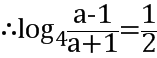 ∴log₄ a-1/a+1 = 1/2